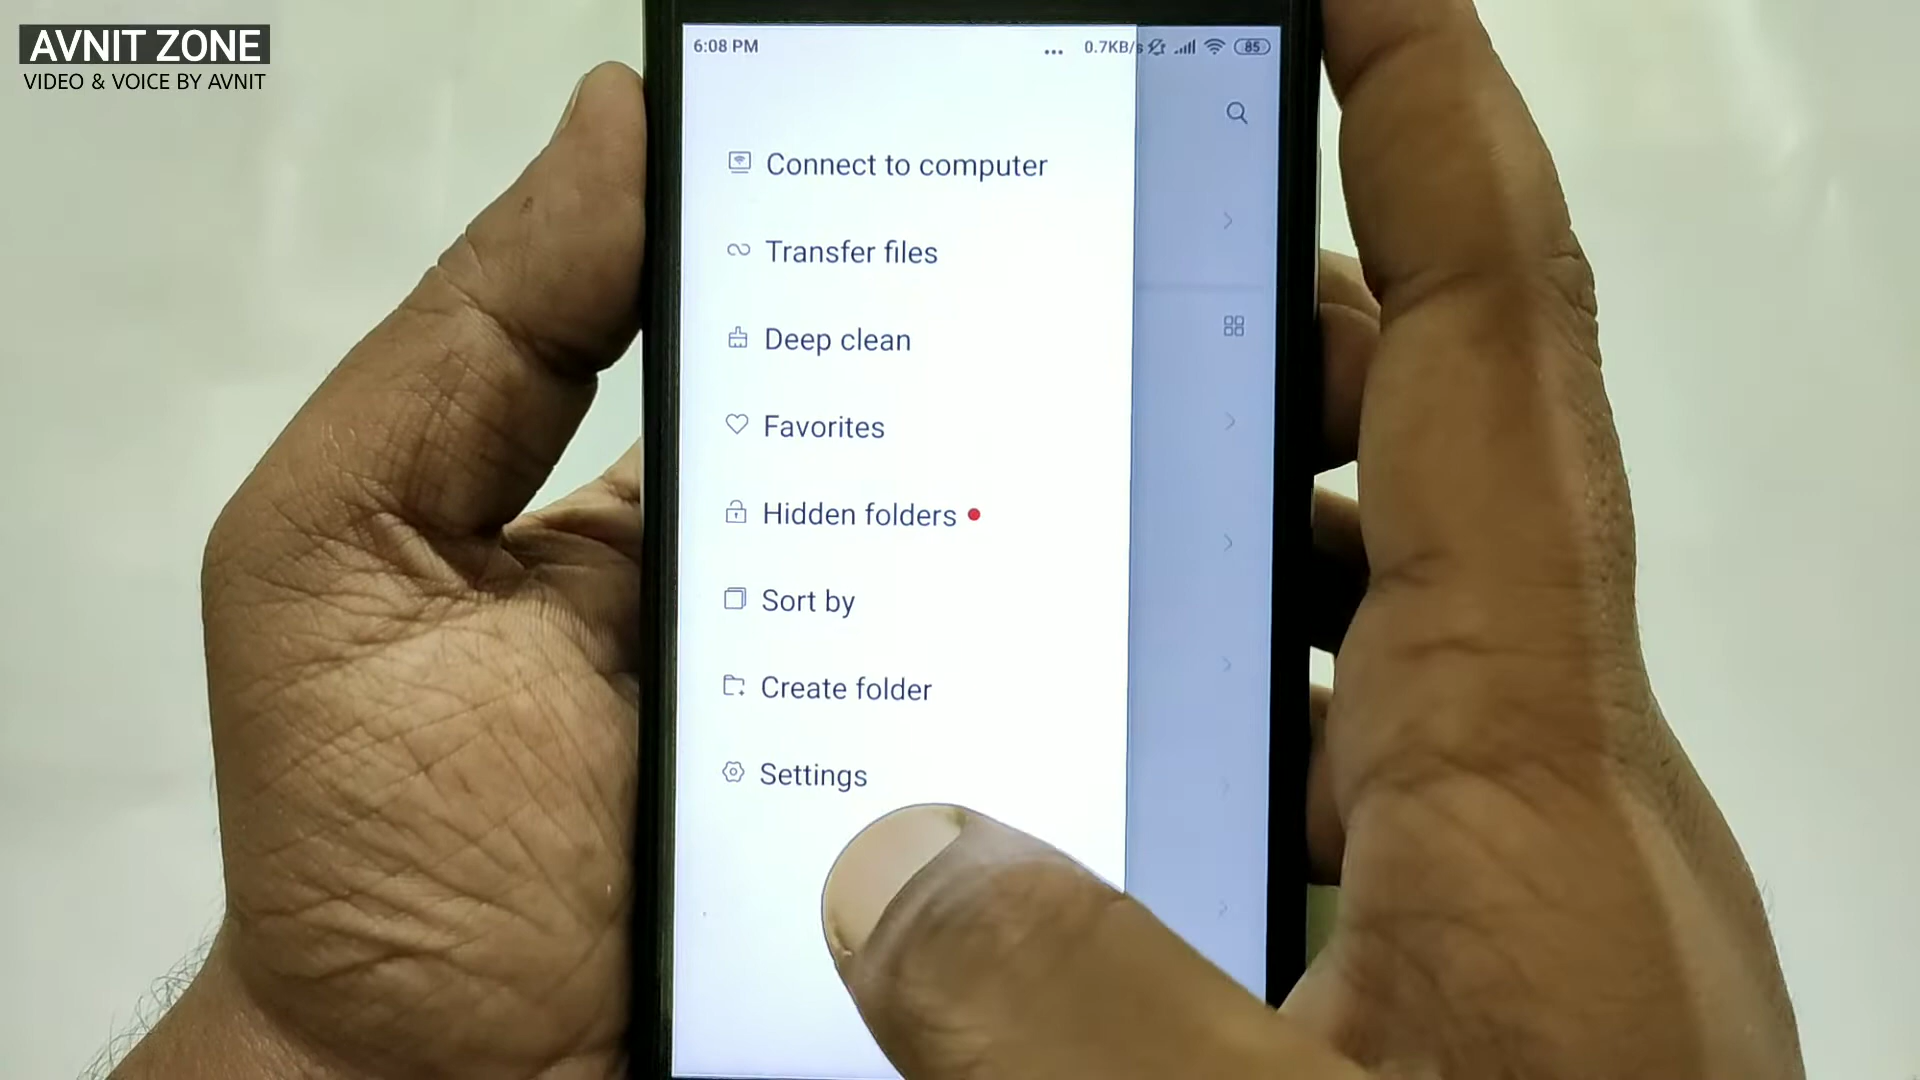 AVNIT ZONE
VIDEO & VOICE BY AVNIT
6:08 PM ... 0.7KB/s 85
Connect to computer
Transfer files
Deep clean
Favorites
Hidden folders
Sort by
Create folder
Settings